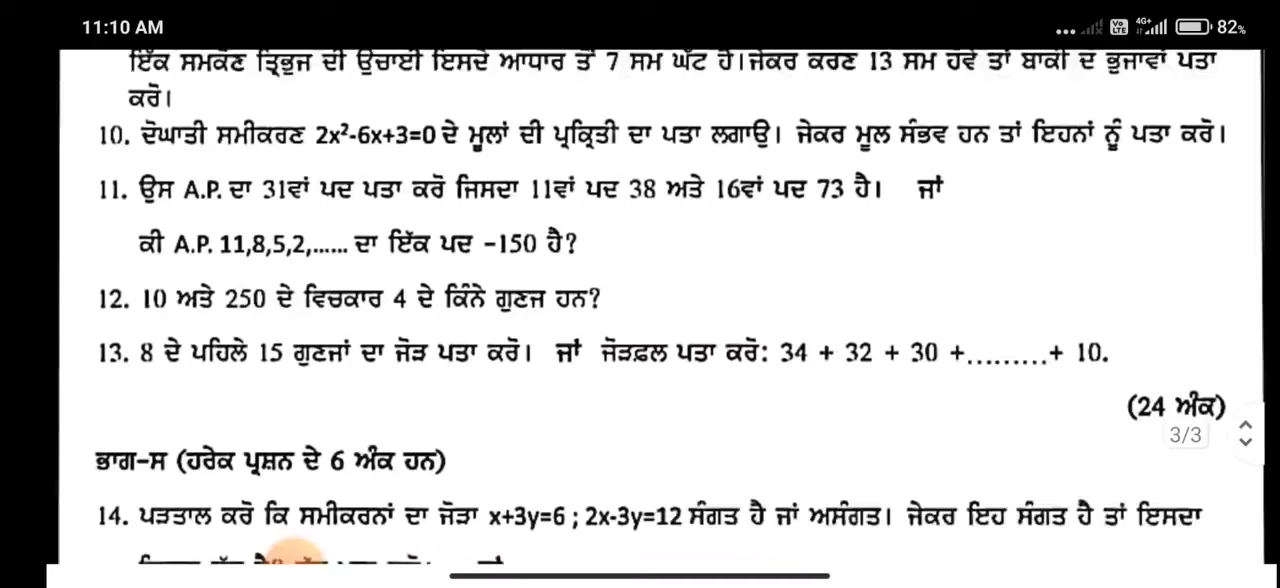 11:10 AM
Vo LTE 4G+ 82%
ਇੱਕ ਸਮਕੋਣ ਤ੍ਰਿਭੁਜ ਦੀ ਉਚਾਈ ਇਸਦੇ ਆਧਾਰ ਤੋਂ 7 ਸਮ ਘੱਟ ਹੈ।ਜੇਕਰ ਕਰਣ 13 ਸਮ ਹੋਵੇ ਤਾਂ ਬਾਕੀ ਦੋ ਭੁਜਾਵਾਂ ਪਤਾ
ਕਰੋ।
10. ਦੋਘਾਤੀ ਸਮੀਕਰਣ 2x²-6x+3=0 ਦੇ ਮੂਲਾਂ ਦੀ ਪ੍ਰਕ੍ਰਿਤੀ ਦਾ ਪਤਾ ਲਗਾਉ। ਜੇਕਰ ਮੂਲ ਸੰਭਵ ਹਨ ਤਾਂ ਇਹਨਾਂ ਨੂੰ ਪਤਾ ਕਰੋ।
11. ਉਸ A.P. ਦਾ 31ਵਾਂ ਪਦ ਪਤਾ ਕਰੋ ਜਿਸਦਾ 11ਵਾਂ ਪਦ 38 ਅਤੇ 16ਵਾਂ ਪਦ 73 ਹੈ। ਜਾਂ
ਕੀ A.P. 11,8,5,2,...... ਦਾ ਇੱਕ ਪਦ -150 ਹੈ?
12. 10 ਅਤੇ 250 ਦੇ ਵਿਚਕਾਰ 4 ਦੇ ਕਿੰਨੇ ਗੁਣਜ ਹਨ?
13. 8 ਦੇ ਪਹਿਲੇ 15 ਗੁਣਜਾਂ ਦਾ ਜੋੜ ਪਤਾ ਕਰੋ। ਜਾਂ ਜੋੜਫ਼ਲ ਪਤਾ ਕਰੋ: 34 + 32 + 30 +.........+ 10.
(24 ਅੰਕ)
3/3
ਭਾਗ-ਸ (ਹਰੇਕ ਪ੍ਰਸ਼ਨ ਦੇ 6 ਅੰਕ ਹਨ)
14. ਪੜਤਾਲ ਕਰੋ ਕਿ ਸਮੀਕਰਨਾਂ ਦਾ ਜੋੜਾ x+3y=6 ; 2x-3y=12 ਸੰਗਤ ਹੈ ਜਾਂ ਅਸੰਗਤ। ਜੇਕਰ ਇਹ ਸੰਗਤ ਹੈ ਤਾਂ ਇਸਦਾ